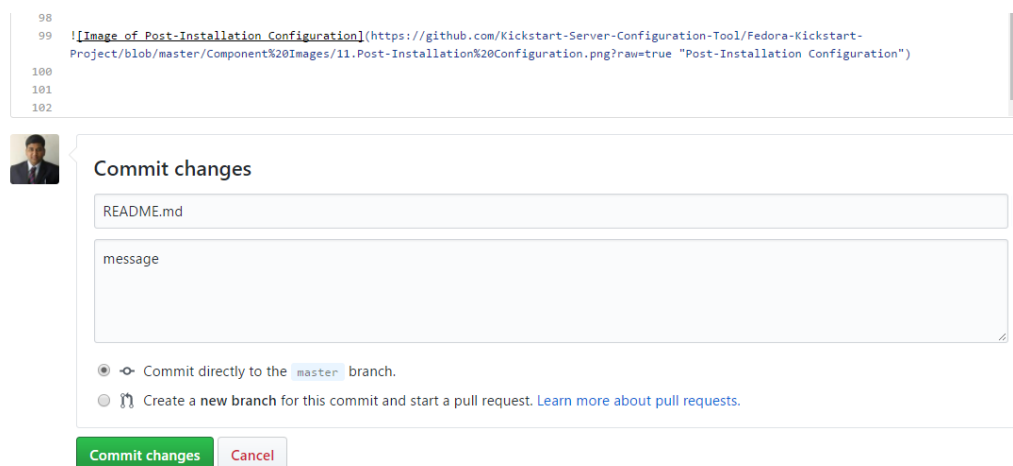 98
99 ![Image of Post-Installation Configuration](https://github.com/Kickstart-Server-Configuration-Tool/Fedora-Kickstart-
Project/blob/master/Component%20Images/11.Post-Installation%20Configuration.png?raw=true "Post-Installation Configuration")
100
101
102
Commit changes
README.md
message
Commit directly to the master branch.
Create a new branch for this commit and start a pull request. Learn more about pull requests.
Commit changes Cancel